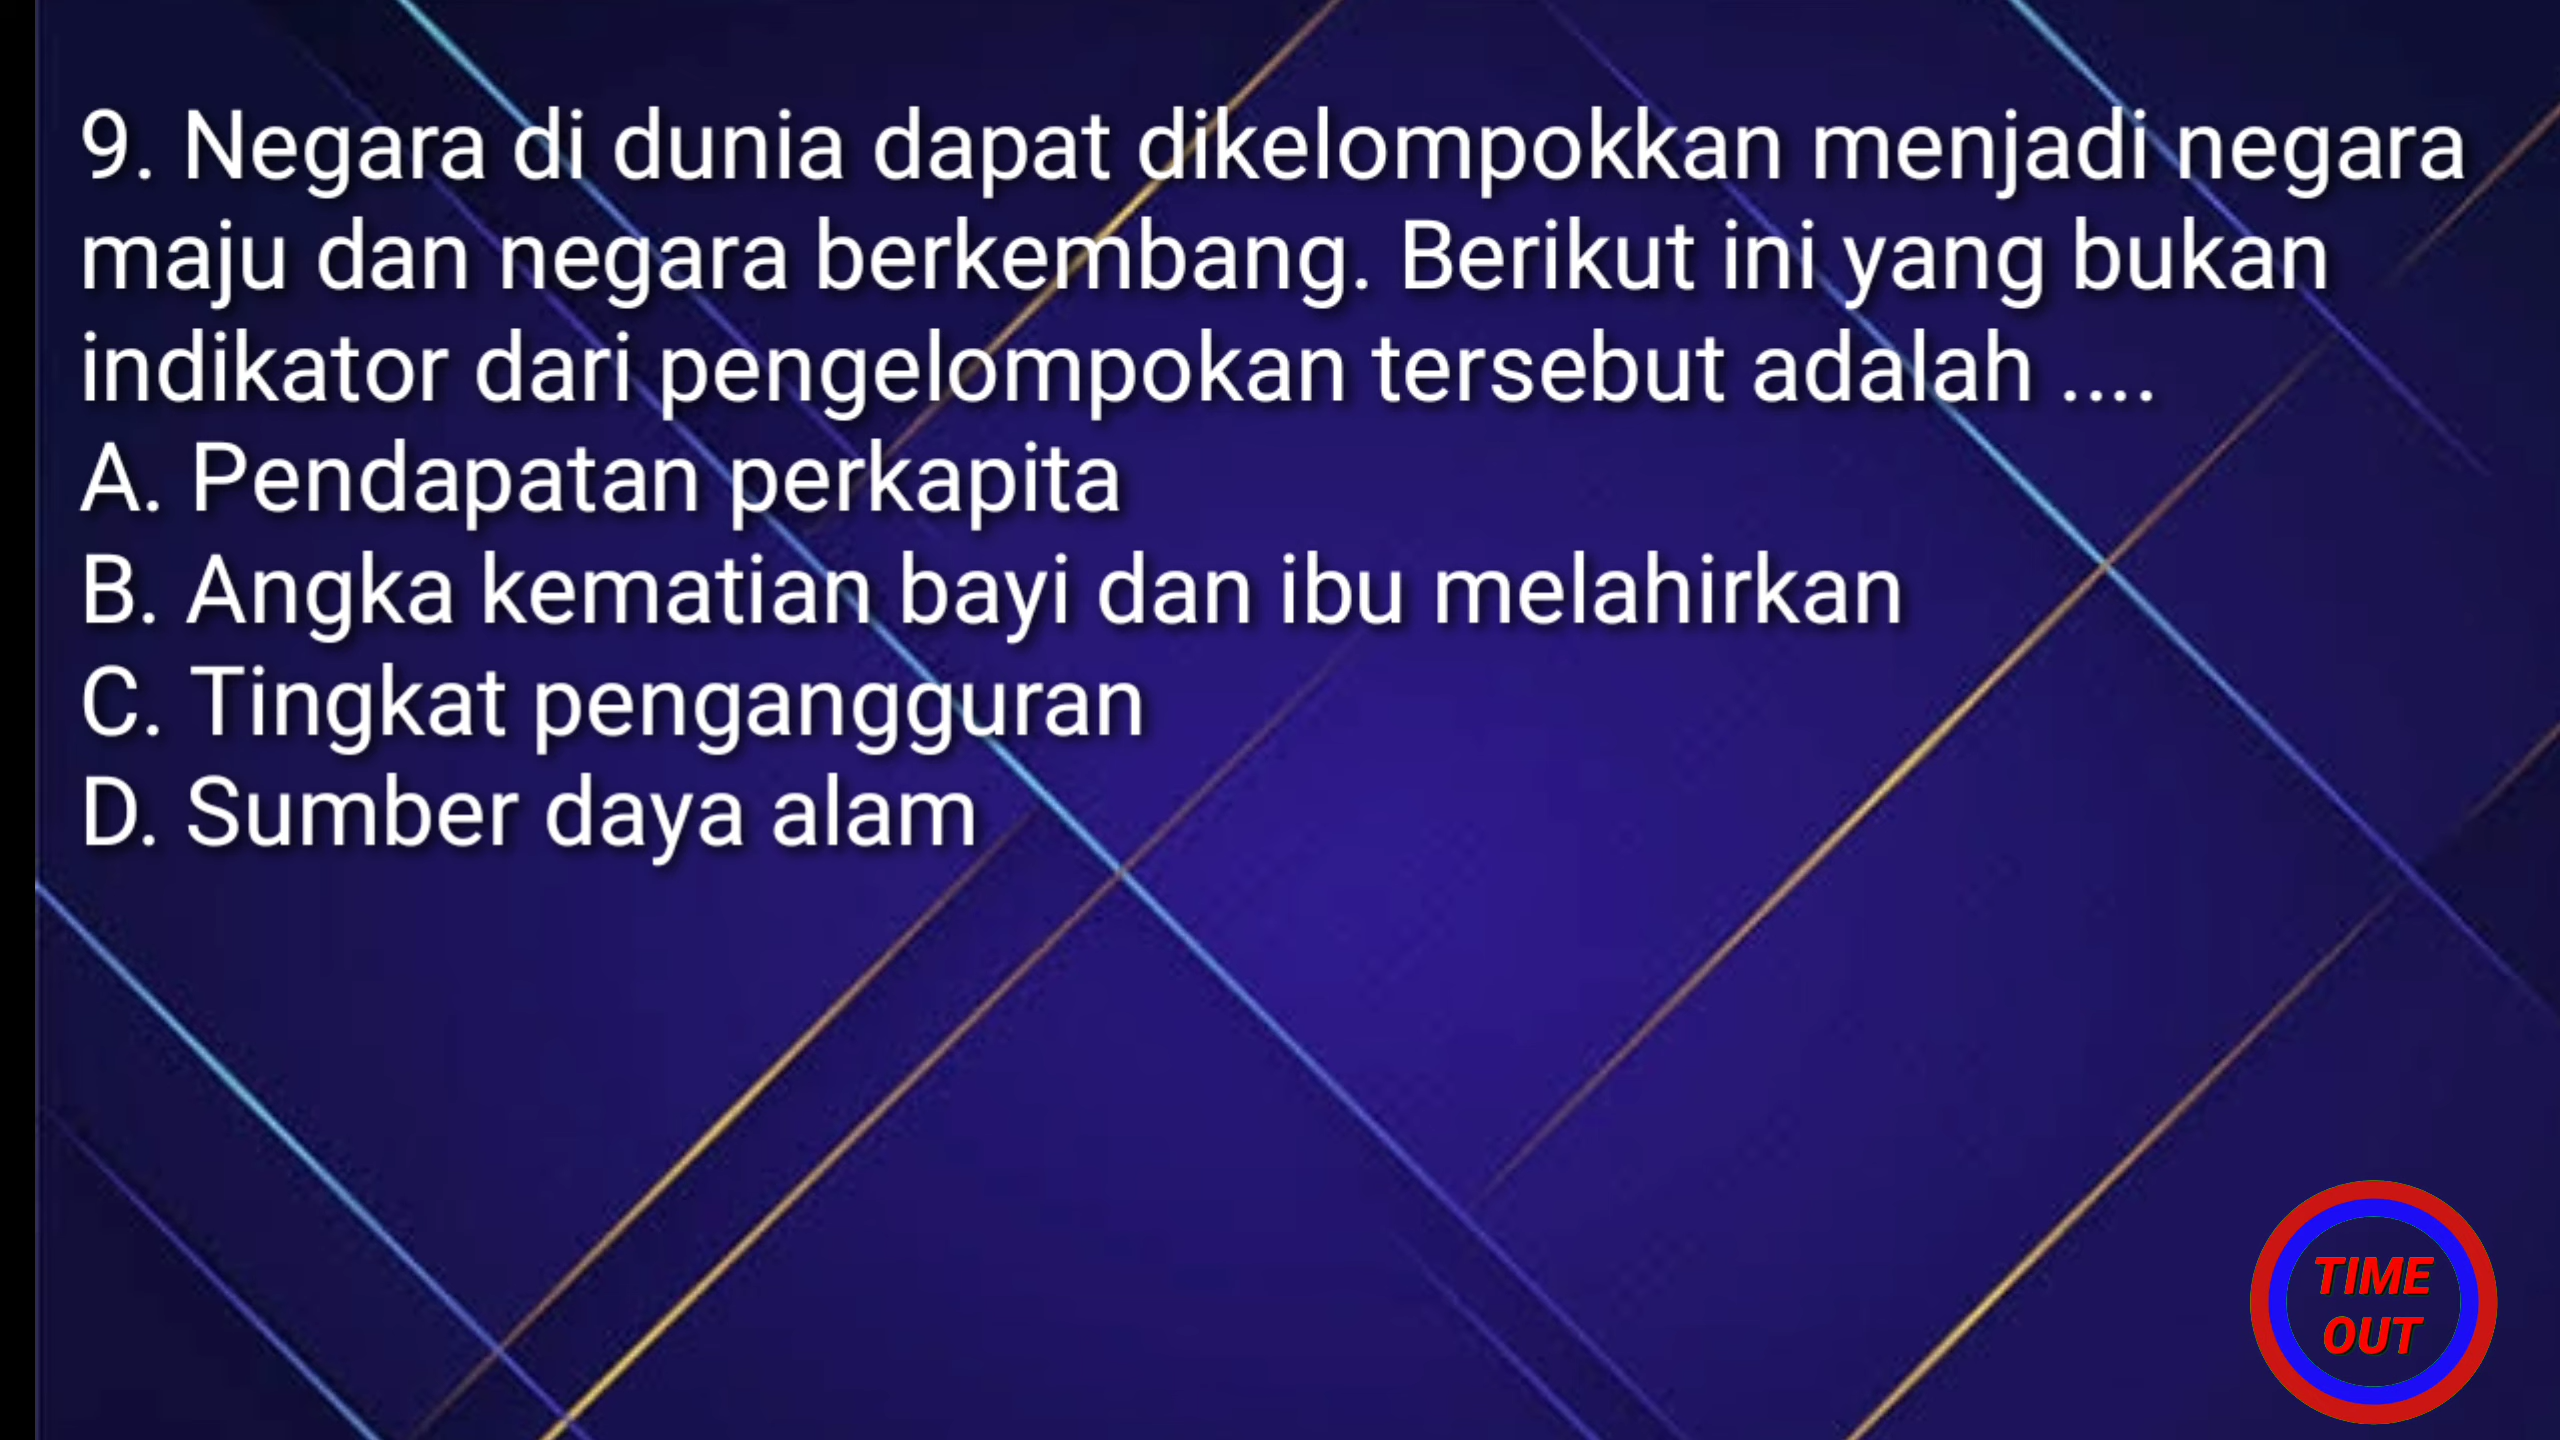 9. Negara di dunia dapat dikelompokkan menjadi negara
maju dan negara berkembang. Berikut ini yang bukan
indikator dari pengelompokan tersebut adalah ....
A. Pendapatan perkapita
B. Angka kematian bayi dan ibu melahirkan
C. Tingkat pengangguran
D. Sumber daya alam
TIME
OUT